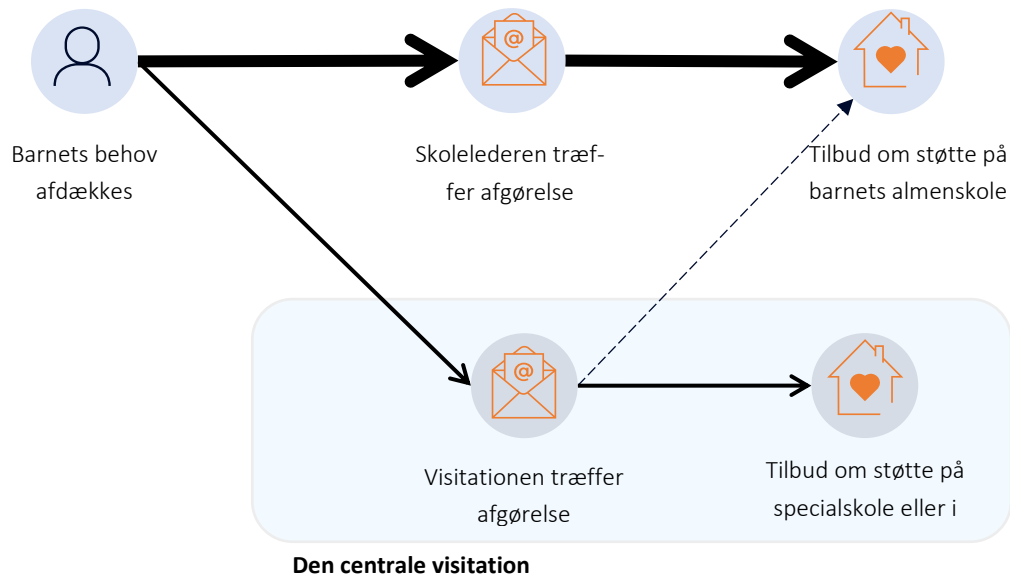 Barnets behov
afdækkes
Skolelederen træf-
fer afgørelse
Tilbud om støtte på
barnets almenskole
Visitationen træffer
afgørelse
Tilbud om støtte på
specialskole eller i
Den centrale visitation